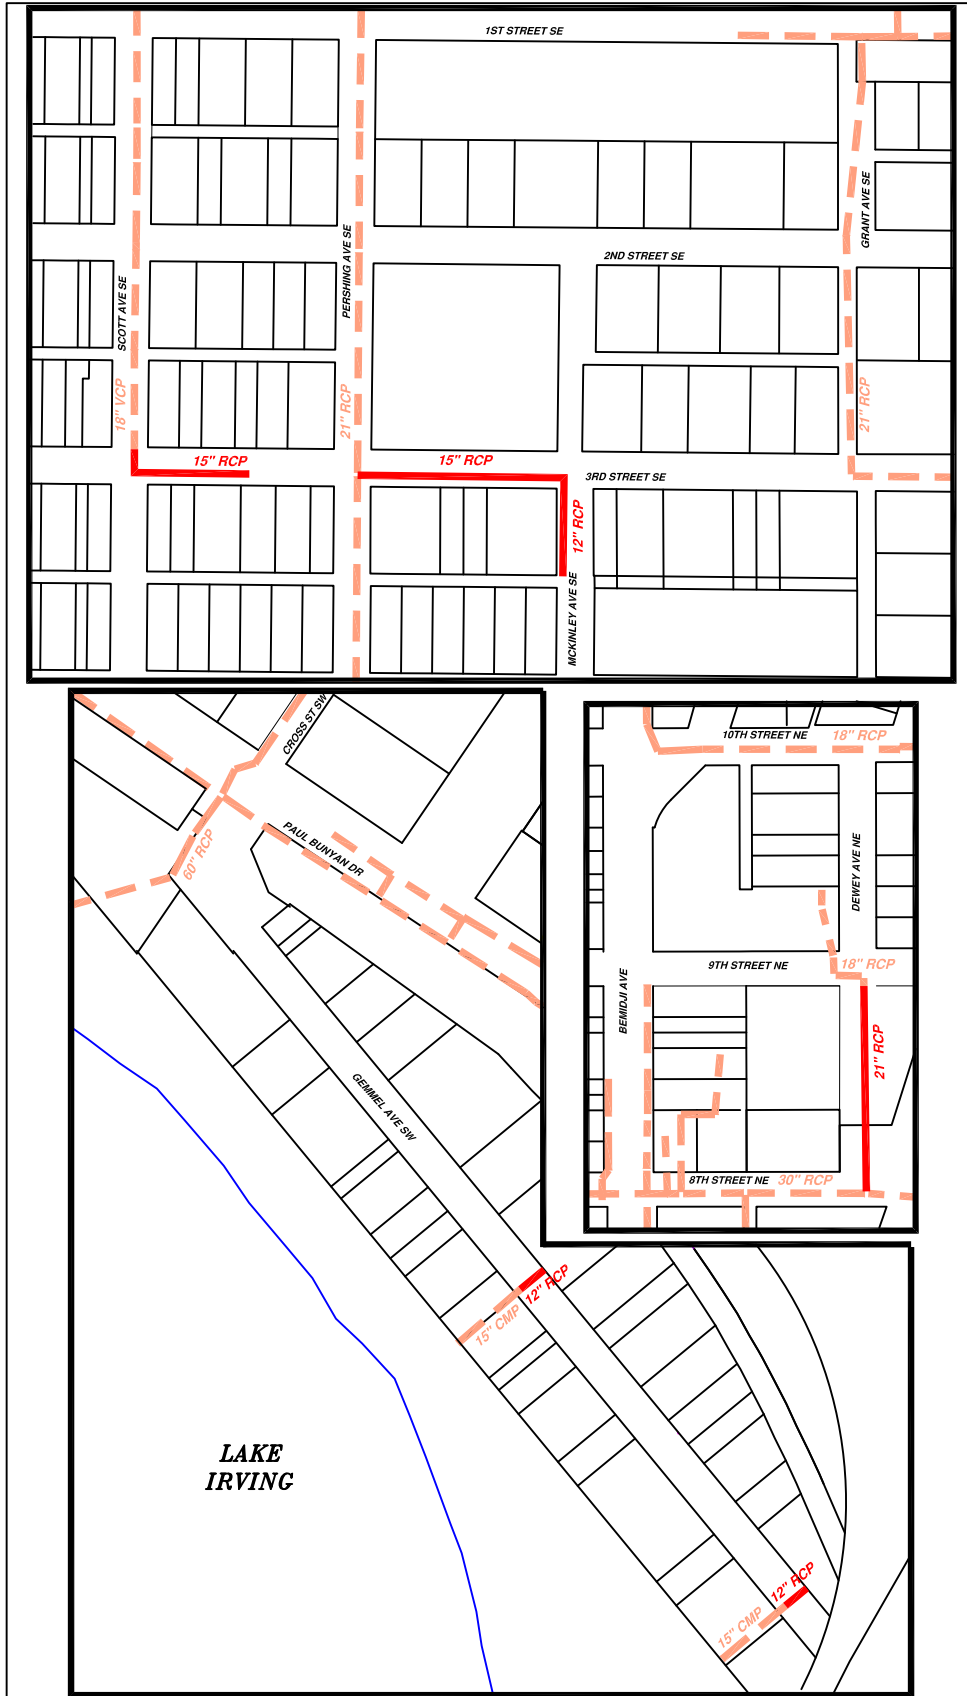 1ST STREET SE
GRANT AVE SE
PERSHING AVE SE
2ND STREET SE
SCOTT AVE SE
18" VCP
21" RCP
21" RCP
15" RCP
15" RCP
3RD STREET SE
12" RCP
MCKINLEY AVE SE
CROSS ST SW
10TH STREET NE
18" RCP
PAUL BUNYAN DR
60" RCP
DEWEY AVE NE
9TH STREET NE
18" RCP
BEMIDJI AVE
21" RCP
GEMMEL AVE SW
8TH STREET NE
30" RCP
12" RCP
15" CMP
LAKE
IRVING
12" RCP
15" CMP